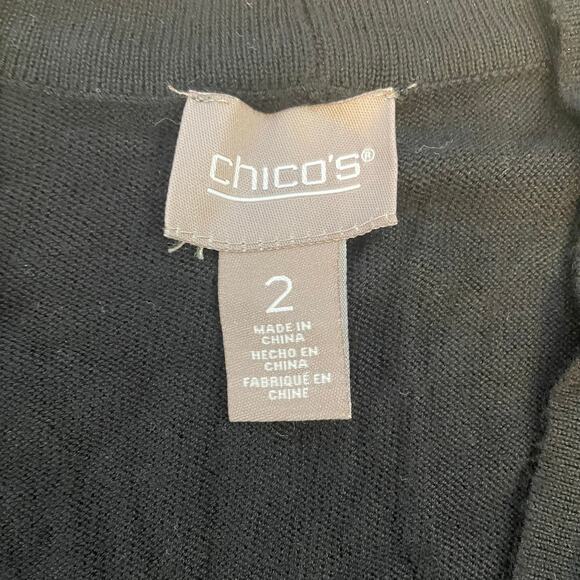 chico's®
2
MADE IN
CHINA
HECHO EN
CHINA
FABRIQUÉ EN
CHINE